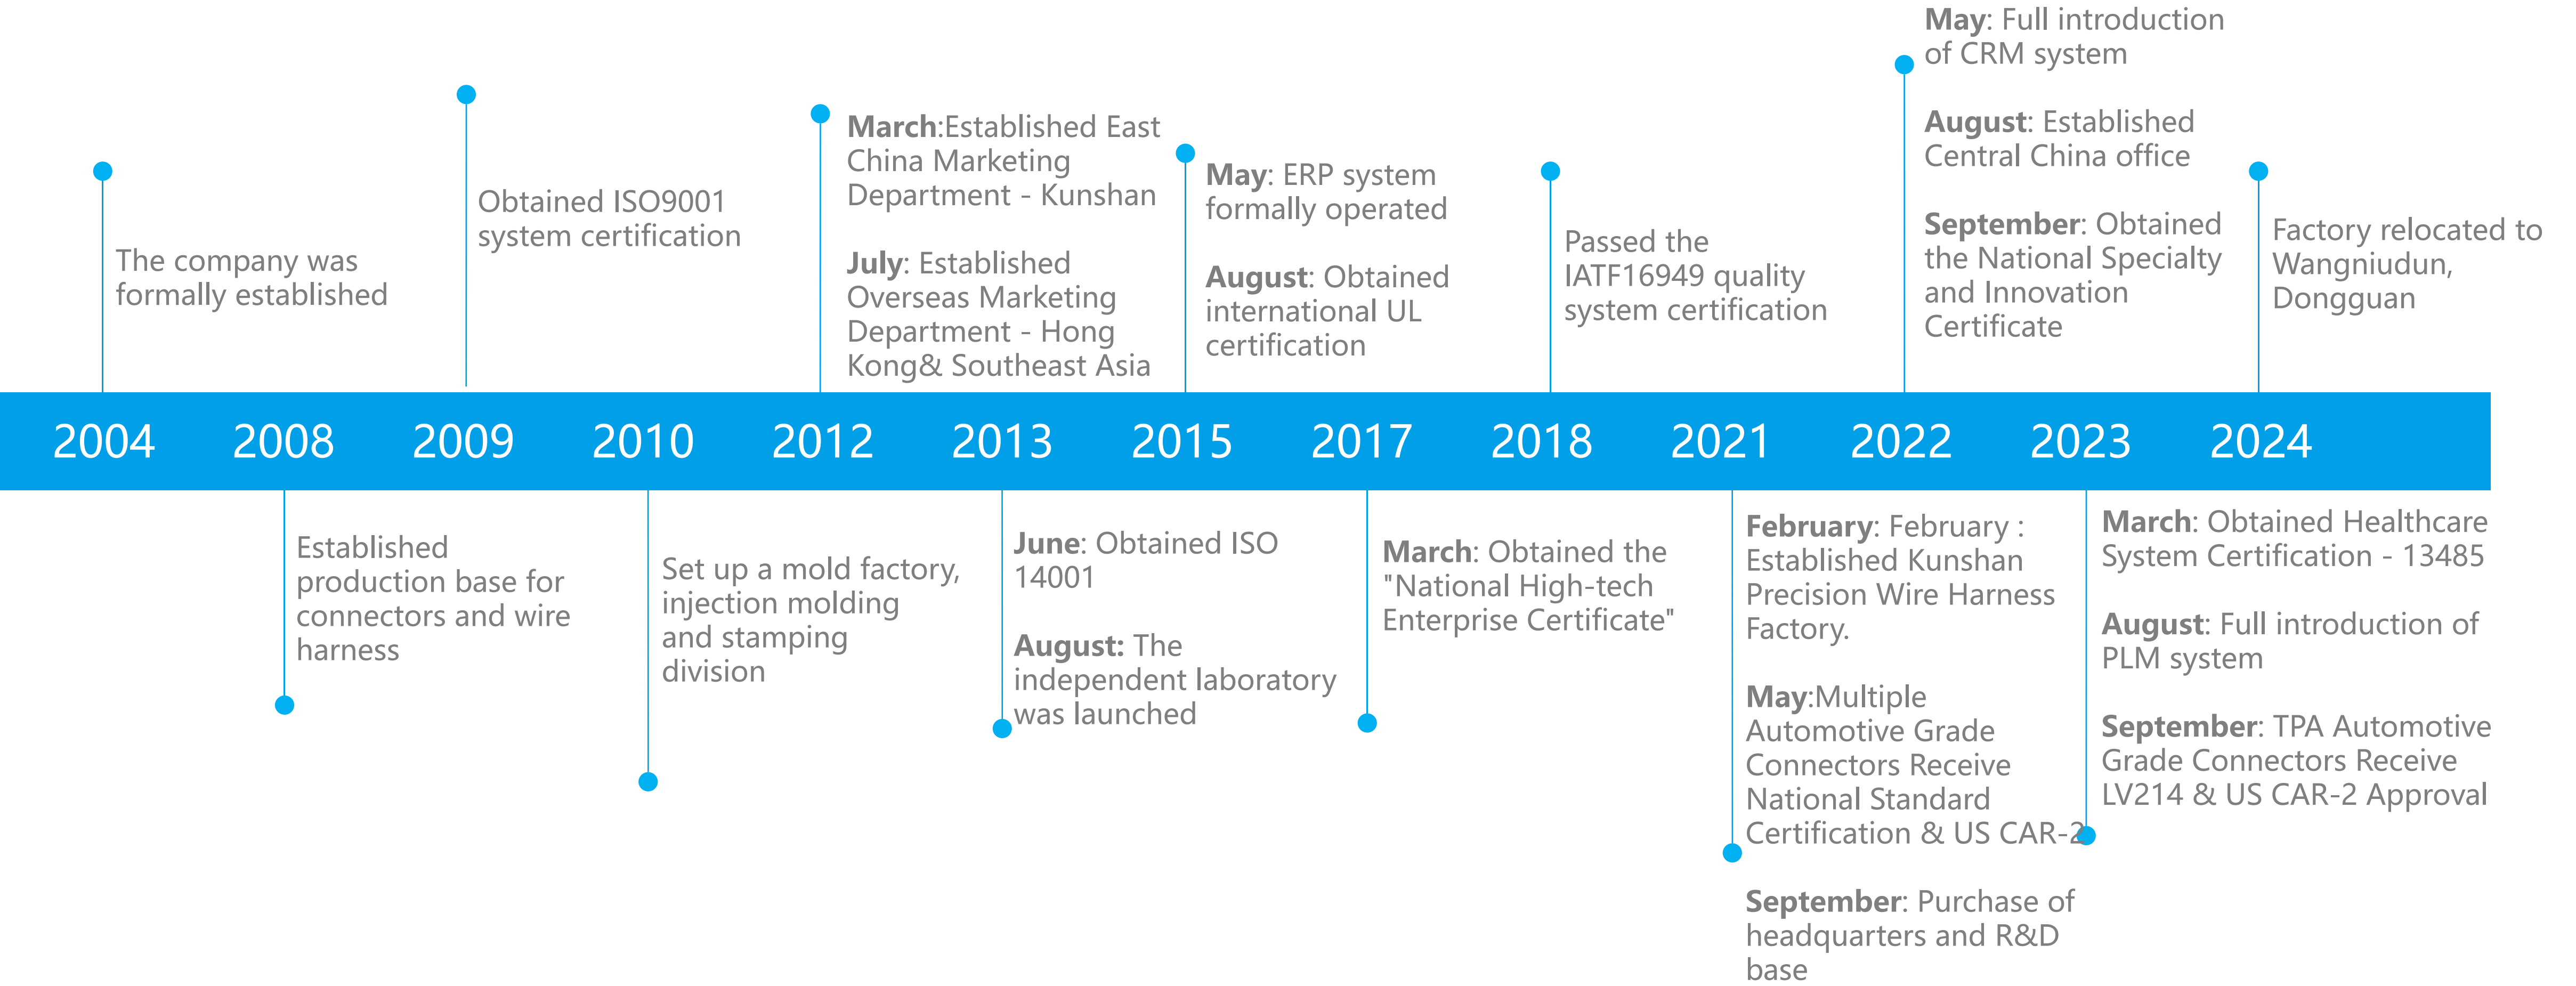 The company was
formally established
Obtained ISO9001
system certification
March:Established East
China Marketing
Department - Kunshan
July: Established
Overseas Marketing
Department - Hong
Kong& Southeast Asia
May: ERP system
formally operated
August: Obtained
international UL
certification
Passed the
IATF16949 quality
system certification
May: Full introduction
of CRM system
August: Established
Central China office
September: Obtained
the National Specialty
and Innovation
Certificate
Factory relocated to
Wangniudun,
Dongguan
2004 2008 2009 2010 2012 2013 2015 2017 2018 2021 2022 2023 2024
Established
production base for
connectors and wire
harness
Set up a mold factory,
injection molding
and stamping
division
June: Obtained ISO
14001
August: The
independent laboratory
was launched
March: Obtained the
"National High-tech
Enterprise Certificate"
February: February :
Established Kunshan
Precision Wire Harness
Factory.
May:Multiple
Automotive Grade
Connectors Receive
National Standard
Certification & US CAR-2
September: Purchase of
headquarters and R&D
base
March: Obtained Healthcare
System Certification - 13485
August: Full introduction of
PLM system
September: TPA Automotive
Grade Connectors Receive
LV214 & US CAR-2 Approval